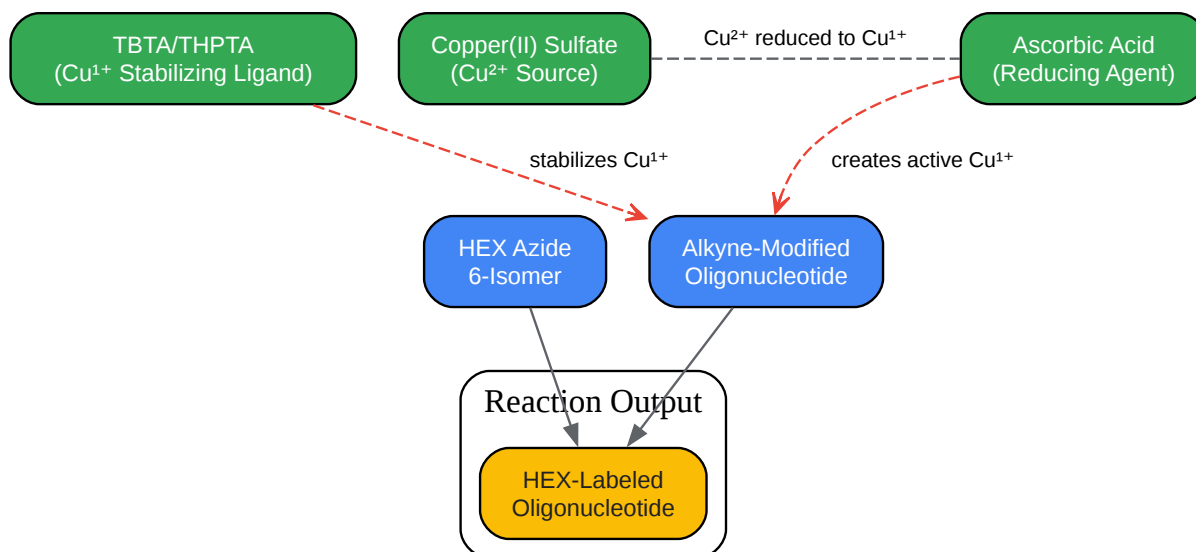 TBTA/THPTA
(Cu¹⁺ Stabilizing Ligand)
Copper(II) Sulfate
(Cu²⁺ Source)
Cu²⁺ reduced to Cu¹⁺
Ascorbic Acid
(Reducing Agent)
stabilizes Cu¹⁺
creates active Cu¹⁺
HEX Azide
6-Isomer
Alkyne-Modified
Oligonucleotide
Reaction Output
HEX-Labeled
Oligonucleotide